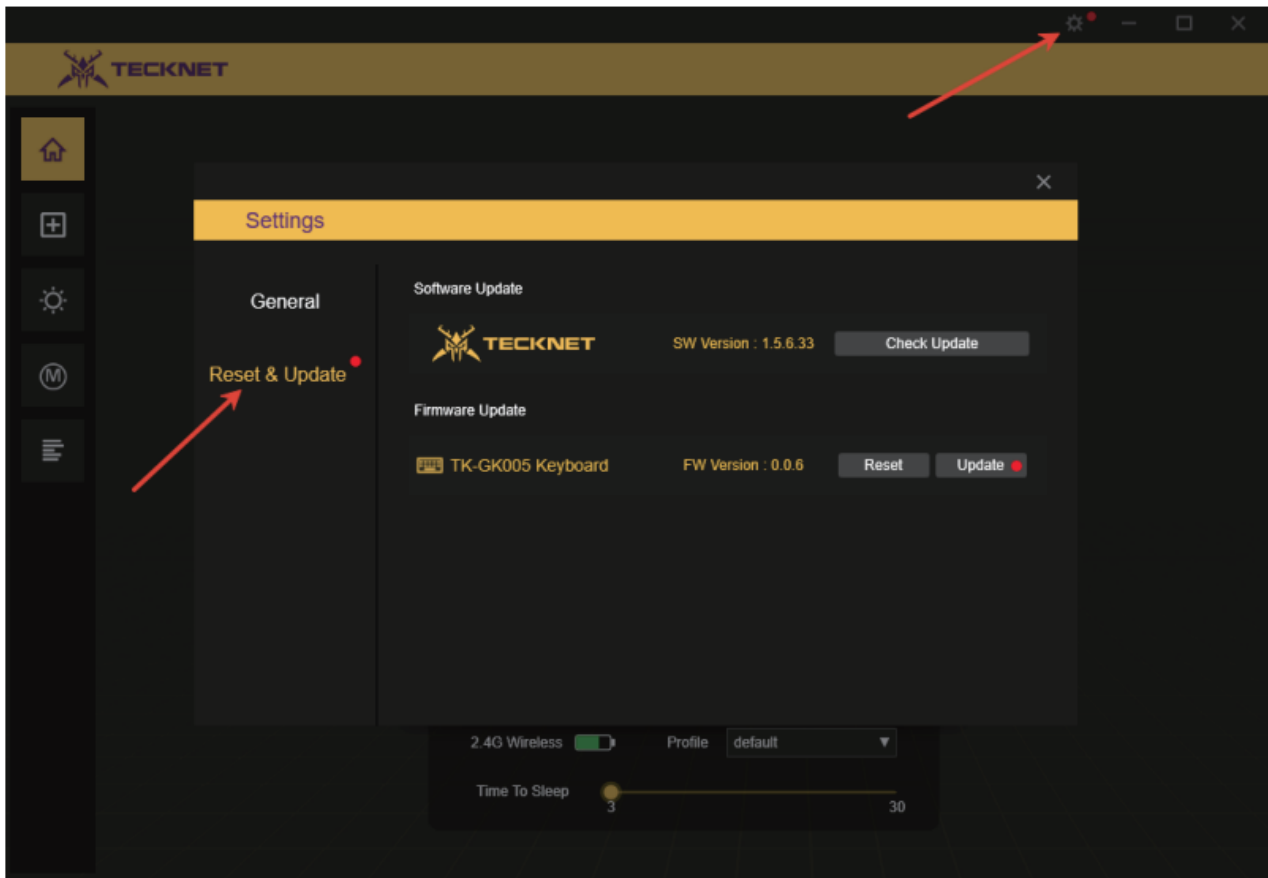 TECKNET
Settings
General
Reset & Update
Software Update
TECKNET SW Version : 1.5.6.33 Check Update
Firmware Update
TK-GK005 Keyboard FW Version : 0.0.6 Reset Update
2.4G Wireless Profile default
Time To Sleep
3 30
M